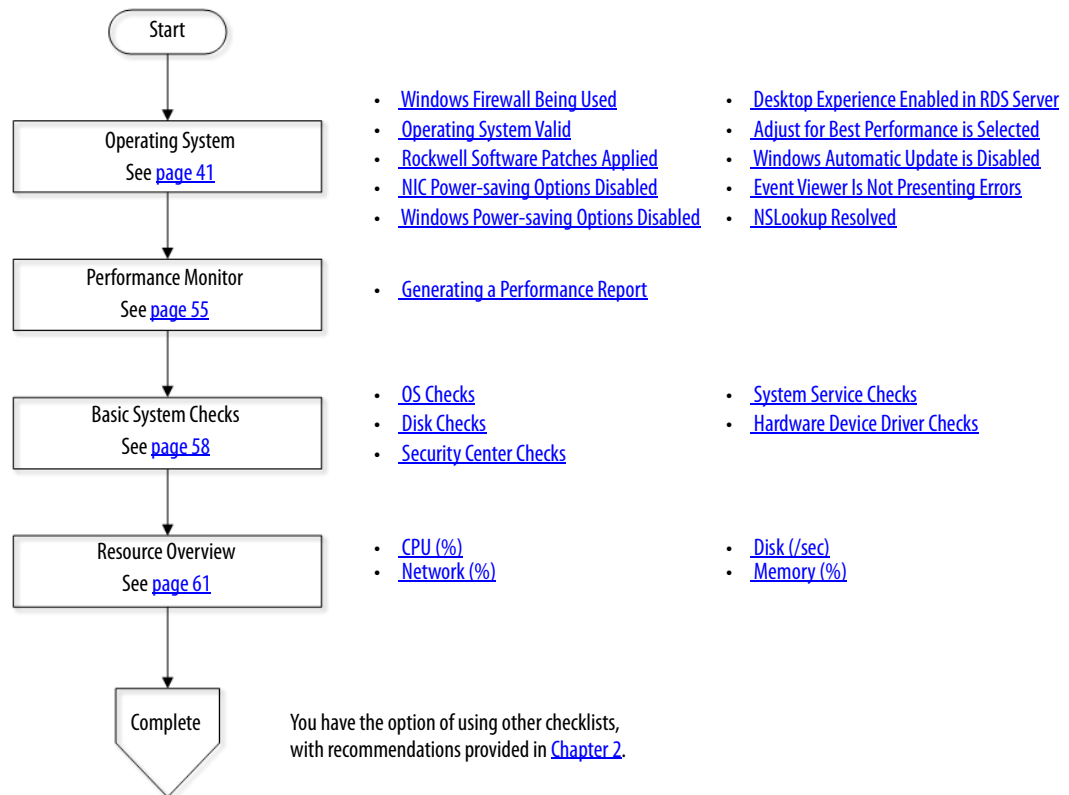 Start
Operating System
See page 41
• Windows Firewall Being Used
• Operating System Valid
• Rockwell Software Patches Applied
• NIC Power-saving Options Disabled
• Windows Power-saving Options Disabled
• Desktop Experience Enabled in RDS Server
• Adjust for Best Performance is Selected
• Windows Automatic Update is Disabled
• Event Viewer Is Not Presenting Errors
• NSLookup Resolved
Performance Monitor
See page 55
• Generating a Performance Report
Basic System Checks
See page 58
• OS Checks
• Disk Checks
• Security Center Checks
• System Service Checks
• Hardware Device Driver Checks
Resource Overview
See page 61
• CPU (%)
• Network (%)
• Disk (/sec)
• Memory (%)
Complete
You have the option of using other checklists,
with recommendations provided in Chapter 2.